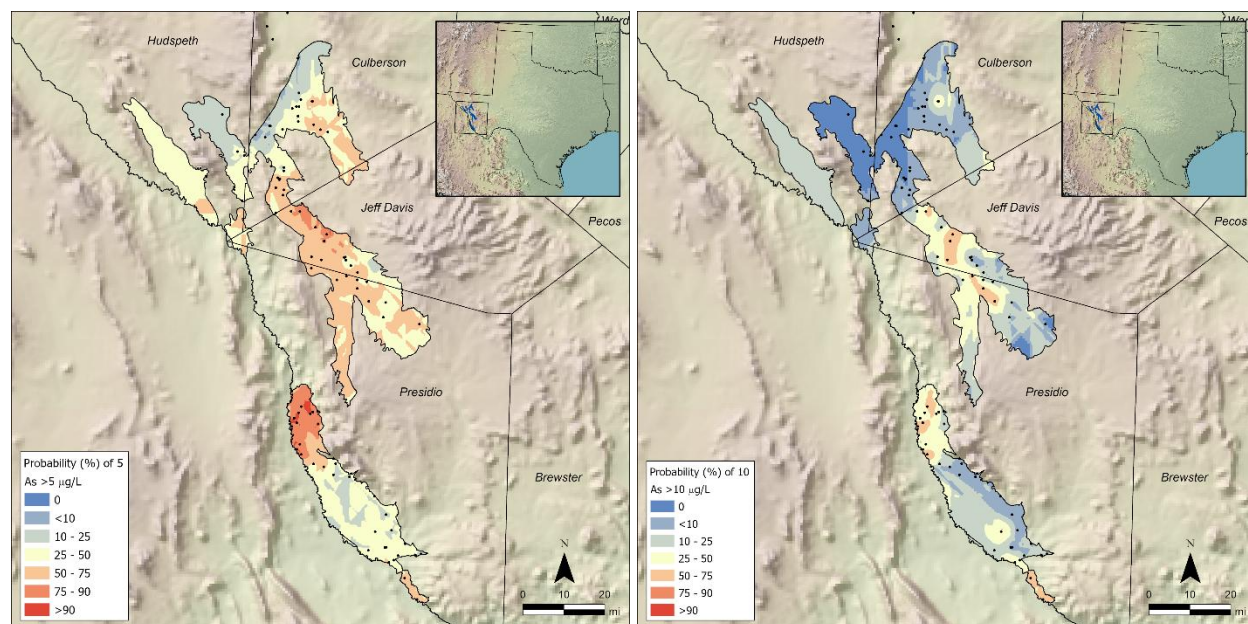 Hudspeth
Culberson
Jeff Davis
Pecos
Presidio
Brewster
Probability (%) of 5
As >5 µg/L
0
<10
10 - 25
25 - 50
50 - 75
75 - 90
>90
N
0 10 20
mi
Hudspeth
Culberson
Jeff Davis
Pecos
Presidio
Brewster
Probability (%) of 10
As >10 µg/L
0
<10
10 - 25
25 - 50
50 - 75
75 - 90
>90
N
0 10 20
mi